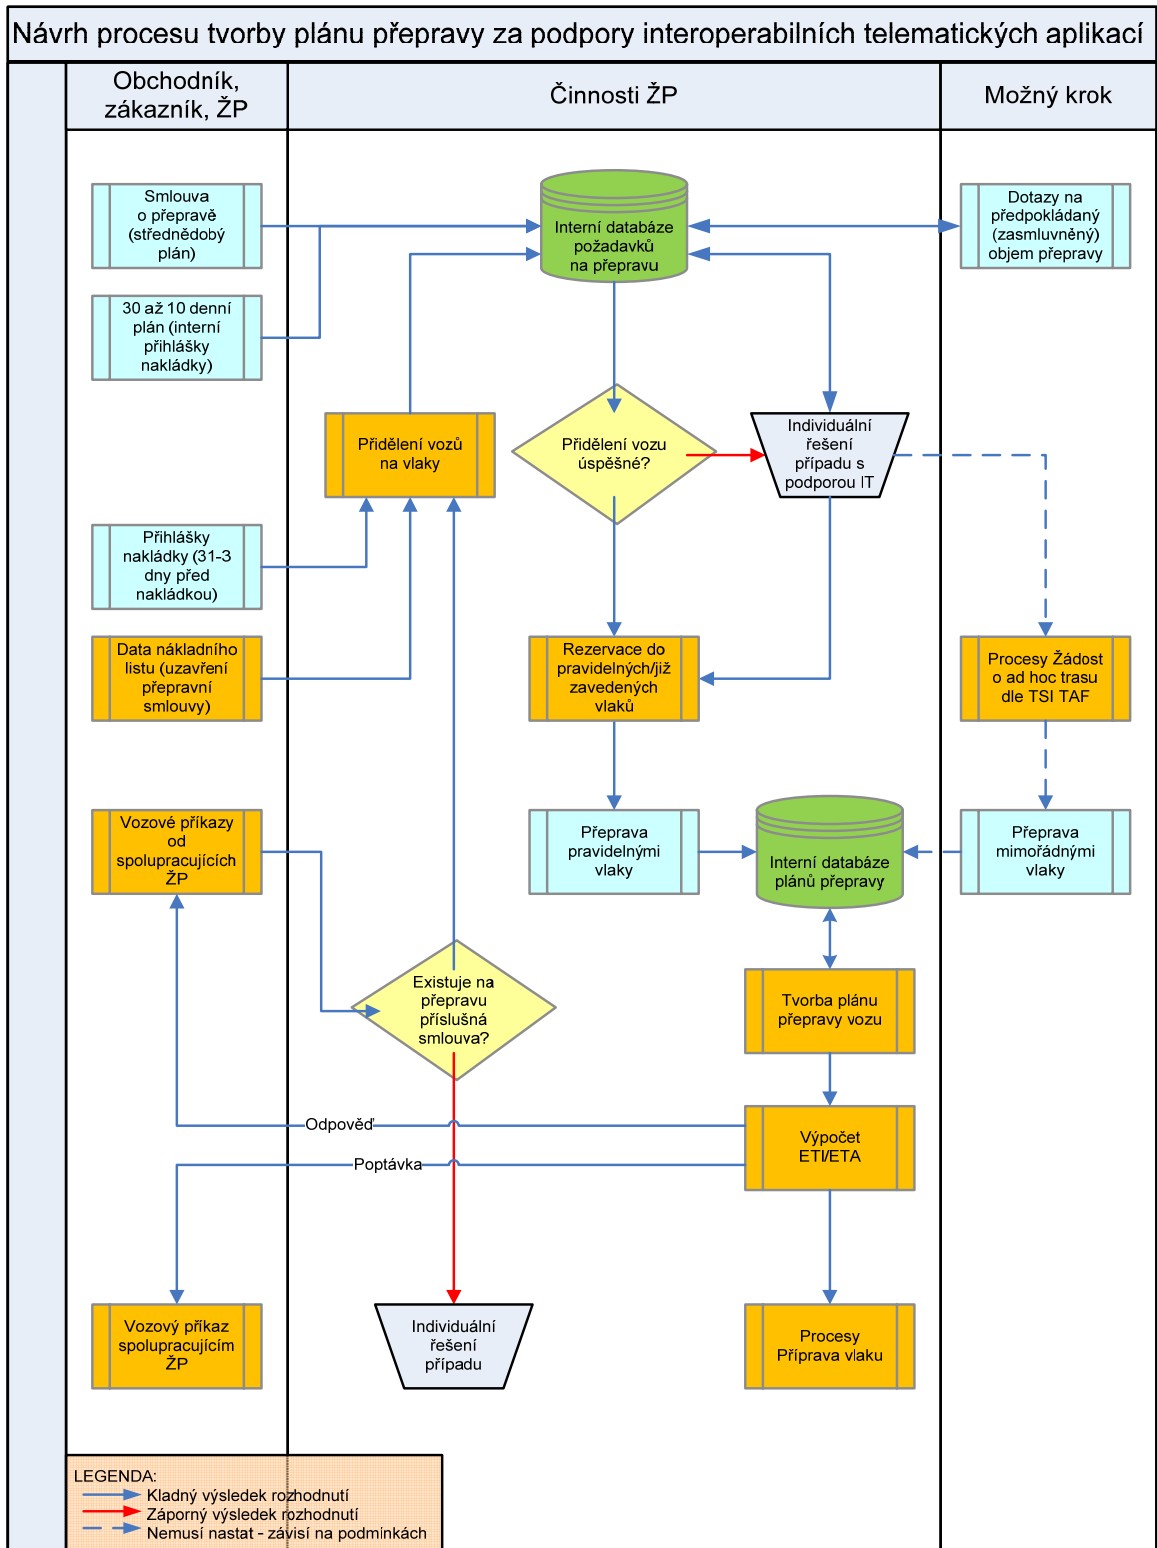 Návrh procesu tvorby plánu přepravy za podpory interoperabilních telematických aplikací
Obchodník,
zákazník, ŽP
Činnosti ŽP
Možný krok
Smlouva
o přepravě
(střednědobý
plán)
Interní databáze
požadavků
na přepravu
Dotazy na
předpokládaný
(zasmluvněný)
objem přepravy
30 až 10 denní
plán (interní
přihlášky
nakládky)
Přidělení vozů
na vlaky
Přidělení vozu
úspěšné?
Individuální
řešení
případu s
podporou IT
Přihlášky
nakládky (31-3
dny před
nakládkou)
Data nákladního
listu (uzavření
přepravní
smlouvy)
Rezervace do
pravidelných/již
zavedených
vlaků
Procesy Žádost
o ad hoc trasu
dle TSI TAF
Vozové příkazy
od
spolupracujících
ŽP
Přeprava
pravidelnými
vlaky
Interní databáze
plánů přepravy
Přeprava
mimořádnými
vlaky
Existuje na
přepravu
příslušná
smlouva?
Tvorba plánu
přepravy vozu
Odpověď
Poptávka
Výpočet
ETI/ETA
Vozový příkaz
spolupracujícím
ŽP
Individuální
řešení
případu
Procesy
Příprava vlaku
LEGENDA:
Kladný výsledek rozhodnutí
Záporný výsledek rozhodnutí
Nemusí nastat - závisí na podmínkách